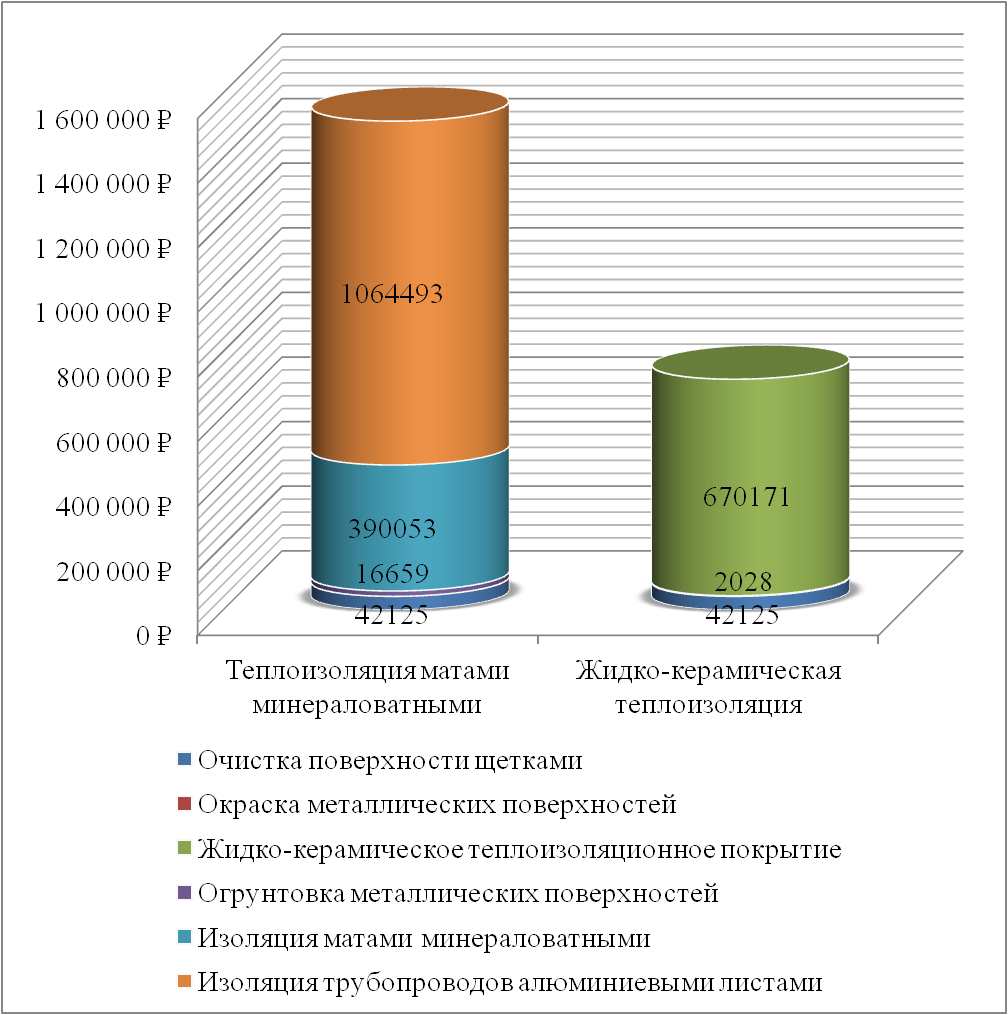 1 600 000 ₽
1 400 000 ₽
1 200 000 ₽
1 000 000 ₽
800 000 ₽
600 000 ₽
400 000 ₽
200 000 ₽
0 ₽
1064493
390053
16659
42125
670171
2028
42125
Теплоизоляция матами
минераловатными
Жидко-керамическая
теплоизоляция
Очистка поверхности щетками
Окраска металлических поверхностей
Жидко-керамическое теплоизоляционное покрытие
Огрунтовка металлических поверхностей
Изоляция матами минераловатными
Изоляция трубопроводов алюминиевыми листами